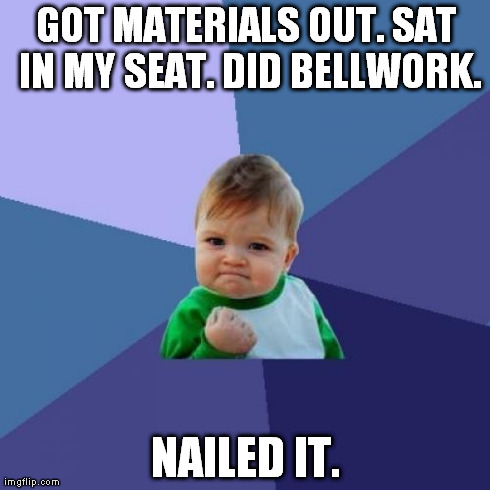 GOT MATERIALS OUT. SAT
IN MY SEAT. DID BELLWORK.
NAILED IT.
imgflip.com